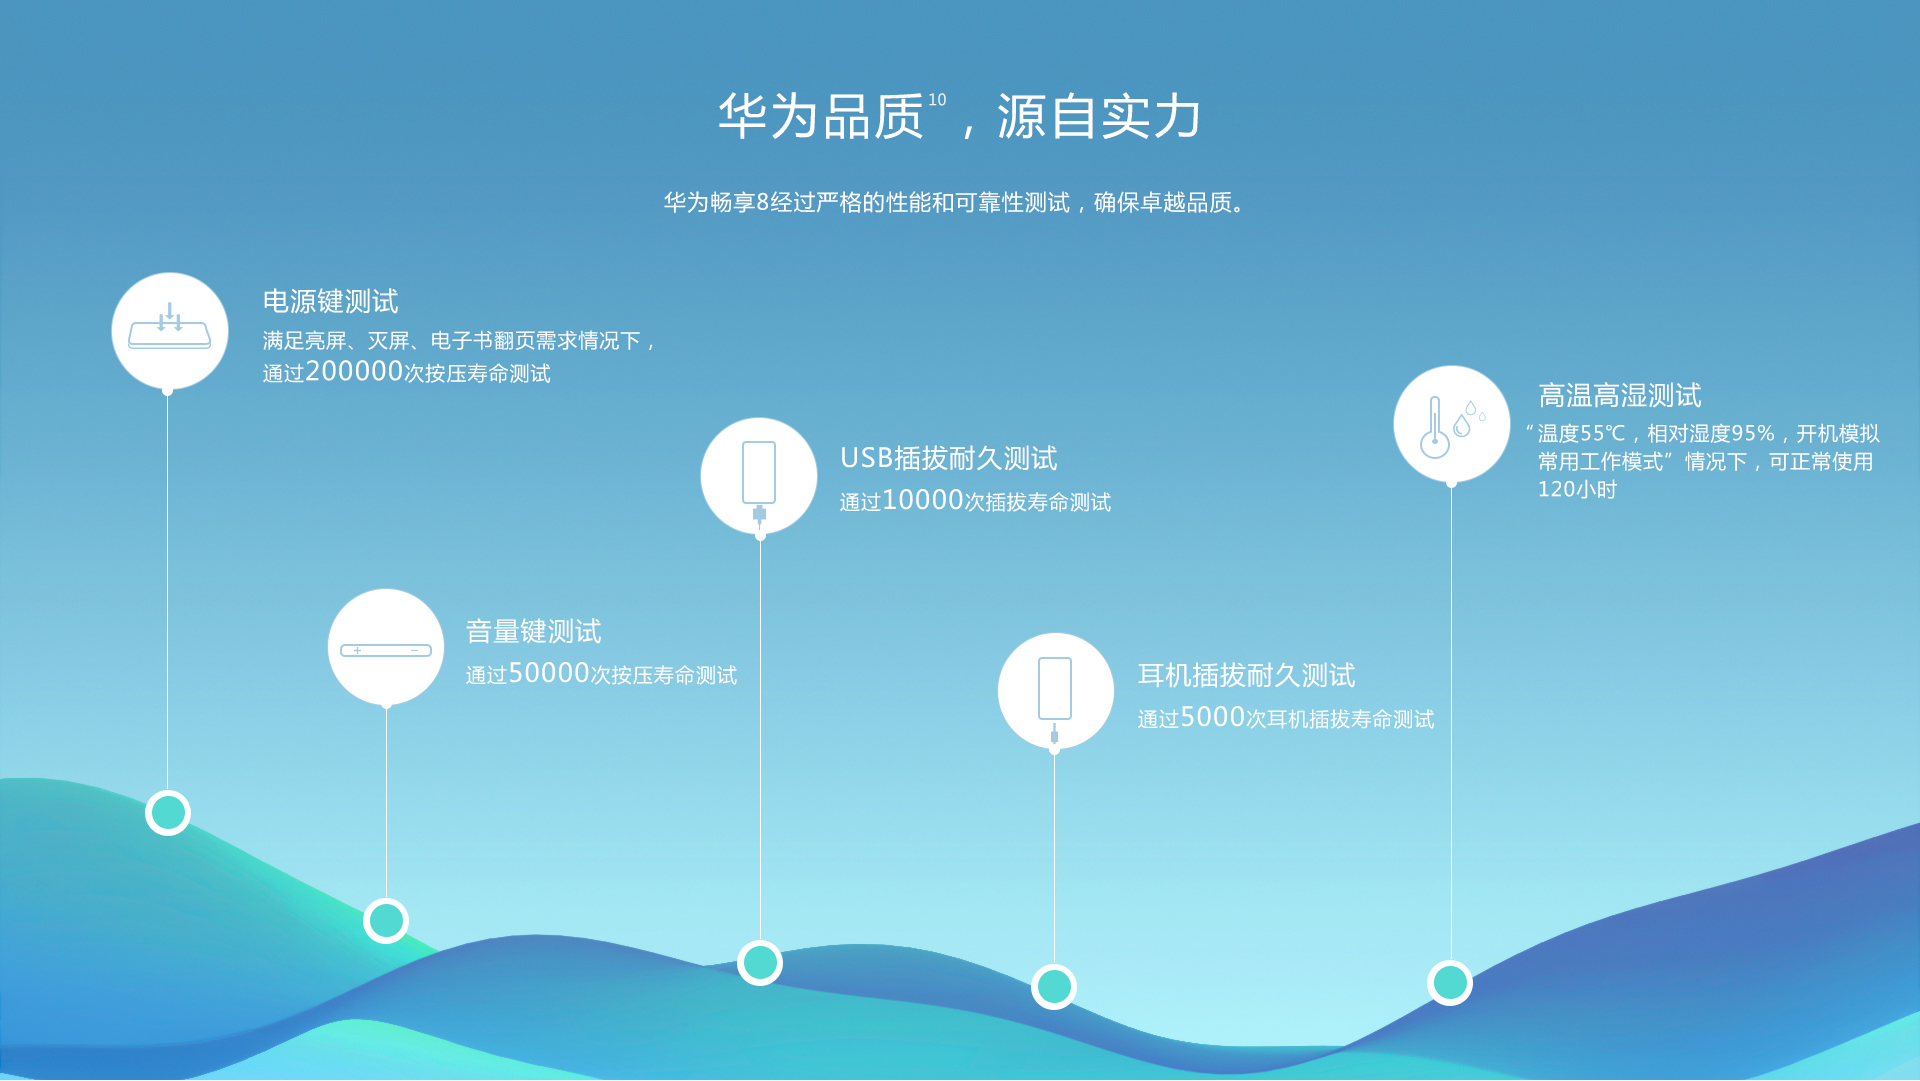 华为品质10，源自实力
华为畅享8经过严格的性能和可靠性测试，确保卓越品质。
电源键测试
满足亮屏、灭屏、电子书翻页需求情况下，
通过200000次按压寿命测试
高温高湿测试
“温度55℃，相对湿度95%，开机模拟
常用工作模式”情况下，可正常使用
120小时
USB插拔耐久测试
通过10000次插拔寿命测试
音量键测试
通过50000次按压寿命测试
耳机插拔耐久测试
通过5000次耳机插拔寿命测试